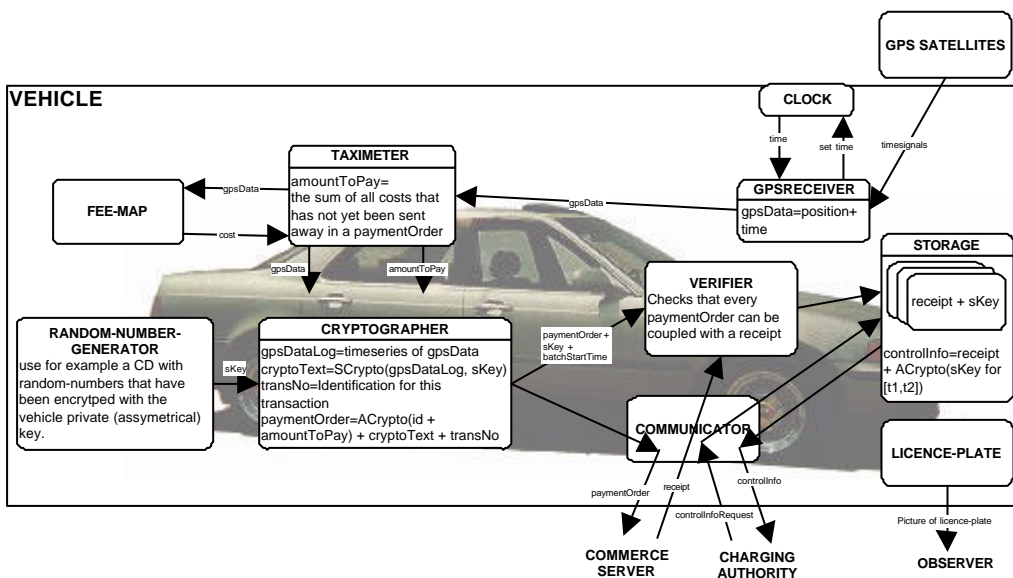 GPS SATELLITES
VEHICLE
CLOCK
time
set time
timesignals
TAXIMETER
amountToPay=
the sum of all costs that
has not yet been sent
away in a paymentOrder
gpsData
FEE-MAP
cost
gpsData
GPSRECEIVER
gpsData=position+
time
gpsData
amountToPay
STORAGE
receipt + sKey
controlInfo=receipt
+ ACrypto(sKey for
[t1,t2])
VERIFIER
Checks that every
paymentOrder can be
coupled with a receipt
RANDOM-NUMBER-
GENERATOR
use for example a CD with
random-numbers that have
been encrytped with the
vehicle private (assymetrical)
key.
sKey
CRYPTOGRAPHER
gpsDataLog=timeseries of gpsData
cryptoText=SCrypto(gpsDataLog, sKey)
transNo=Identification for this
transaction
paymentOrder=ACrypto(id +
amountToPay) + cryptoText + transNo
paymentOrder +
sKey +
batchStartTime
COMMUNICATOR
LICENCE-PLATE
paymentOrder
receipt
controlInfo
controlInfoRequest
Picture of licence-plate
COMMERCE
SERVER
CHARGING
AUTHORITY
OBSERVER